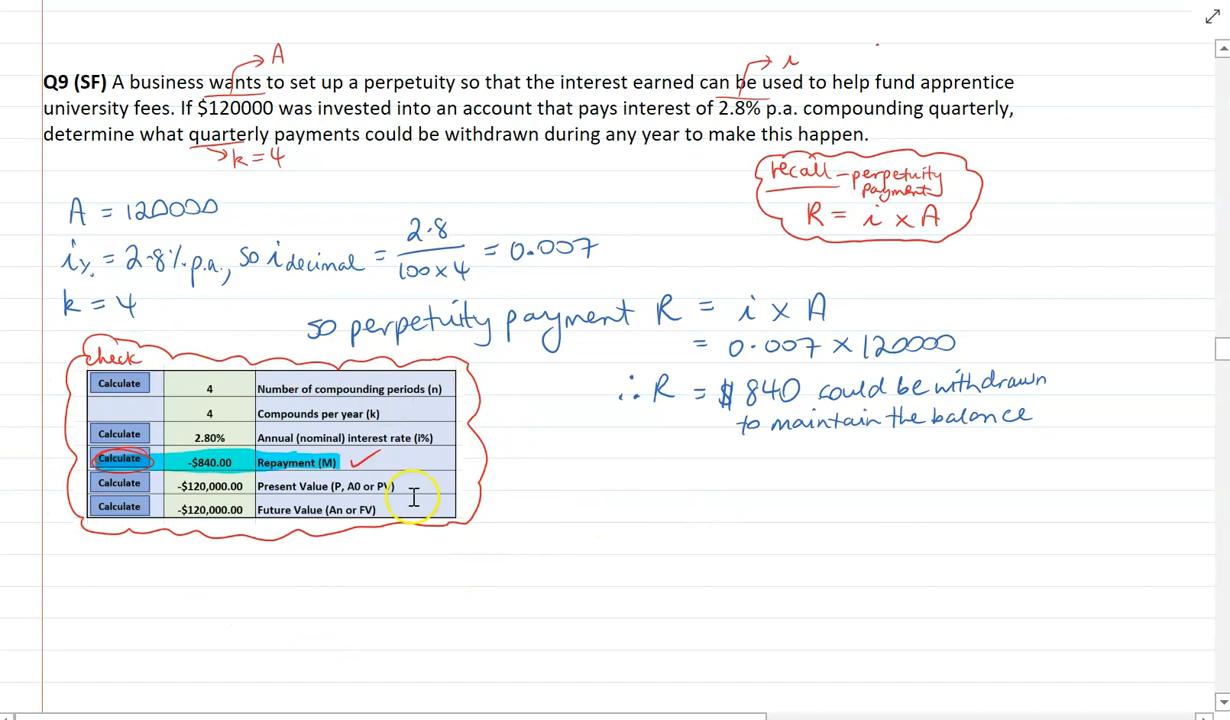 A
i
Q9 (SF) A business wants to set up a perpetuity so that the interest earned can be used to help fund apprentice
university fees. If $120000 was invested into an account that pays interest of 2.8% p.a. compounding quarterly,
determine what quarterly payments could be withdrawn during any year to make this happen.
k = 4
recall - perpetuity
payment
R = i x A
A = 120000
i% = 2.8% p.a., so i decimal = 2.8 / 100 x 4 = 0.007
k = 4
so perpetuity payment R = i x A
= 0.007 x 120000
∴ R = $840 could be withdrawn
to maintain the balance
check
Calculate 4 Number of compounding periods (n)
4 Compounds per year (k)
Calculate 2.80% Annual (nominal) interest rate (i%)
Calculate -$840.00 Repayment (M) ✓
Calculate -$120,000.00 Present Value (P, A0 or PV)
Calculate -$120,000.00 Future Value (An or FV)